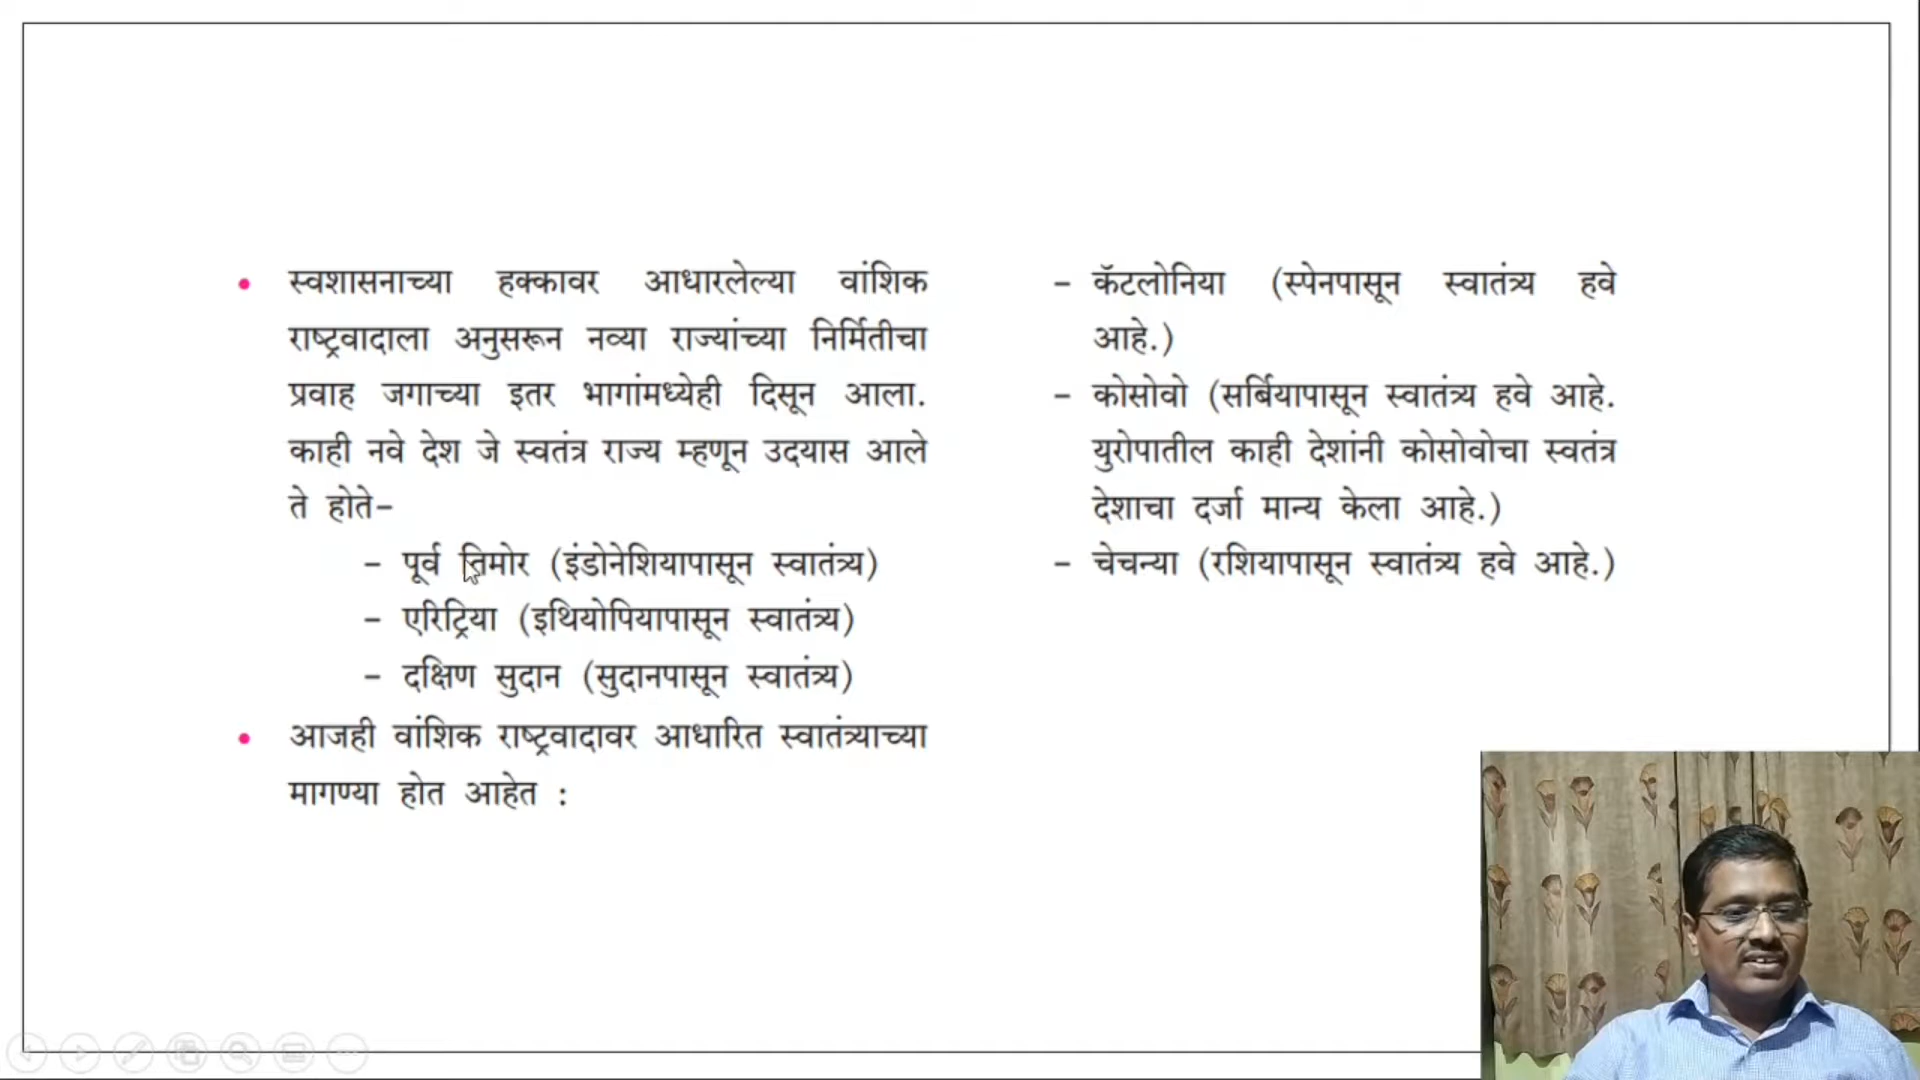 • स्वशासनाच्या हक्कावर आधारलेल्या वांशिक
राष्ट्रवादाला अनुसरून नव्या राज्यांच्या निर्मितीचा
प्रवाह जगाच्या इतर भागांमध्येही दिसून आला.
काही नवे देश जे स्वतंत्र राज्य म्हणून उदयास आले
ते होते–
– पूर्व तिमोर (इंडोनेशियापासून स्वातंत्र्य)
– एरिट्रिया (इथियोपियापासून स्वातंत्र्य)
– दक्षिण सुदान (सुदानपासून स्वातंत्र्य)
• आजही वांशिक राष्ट्रवादावर आधारित स्वातंत्र्याच्या
मागण्या होत आहेत :
– कॅटलोनिया (स्पेनपासून स्वातंत्र्य हवे
आहे.)
– कोसोवो (सर्बियापासून स्वातंत्र्य हवे आहे.
युरोपातील काही देशांनी कोसोवोचा स्वतंत्र
देशाचा दर्जा मान्य केला आहे.)
– चेचन्या (रशियापासून स्वातंत्र्य हवे आहे.)